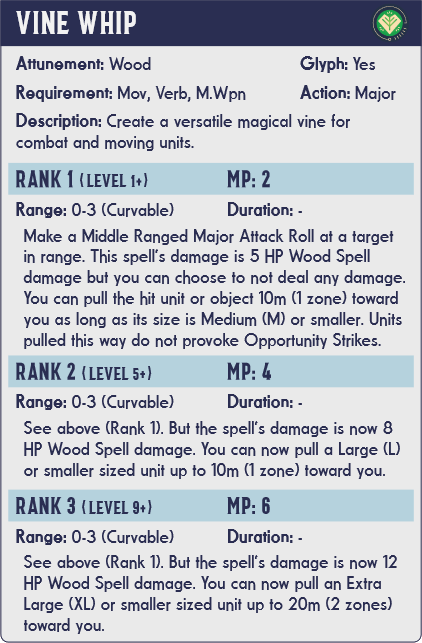 VINE WHIP
Attunement: Wood Glyph: Yes
Requirement: Mov, Verb, M.Wpn Action: Major
Description: Create a versatile magical vine for
combat and moving units.
RANK 1 (LEVEL 1+) MP: 2
Range: 0-3 (Curvable) Duration: -
Make a Middle Ranged Major Attack Roll at a target
in range. This spell's damage is 5 HP Wood Spell
damage but you can choose to not deal any damage.
You can pull the hit unit or object 10m (1 zone) toward
you as long as its size is Medium (M) or smaller. Units
pulled this way do not provoke Opportunity Strikes.
RANK 2 (LEVEL 5+) MP: 4
Range: 0-3 (Curvable) Duration: -
See above (Rank 1). But the spell's damage is now 8
HP Wood Spell damage. You can now pull a Large (L)
or smaller sized unit up to 10m (1 zone) toward you.
RANK 3 (LEVEL 9+) MP: 6
Range: 0-3 (Curvable) Duration: -
See above (Rank 1). But the spell's damage is now 12
HP Wood Spell damage. You can now pull an Extra
Large (XL) or smaller sized unit up to 20m (2 zones)
toward you.